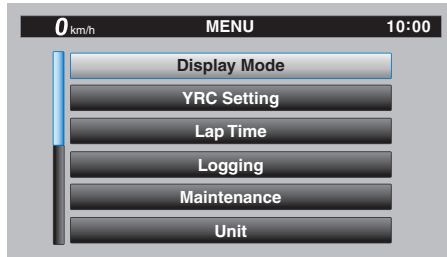 0 km/h MENU 10:00
Display Mode
YRC Setting
Lap Time
Logging
Maintenance
Unit